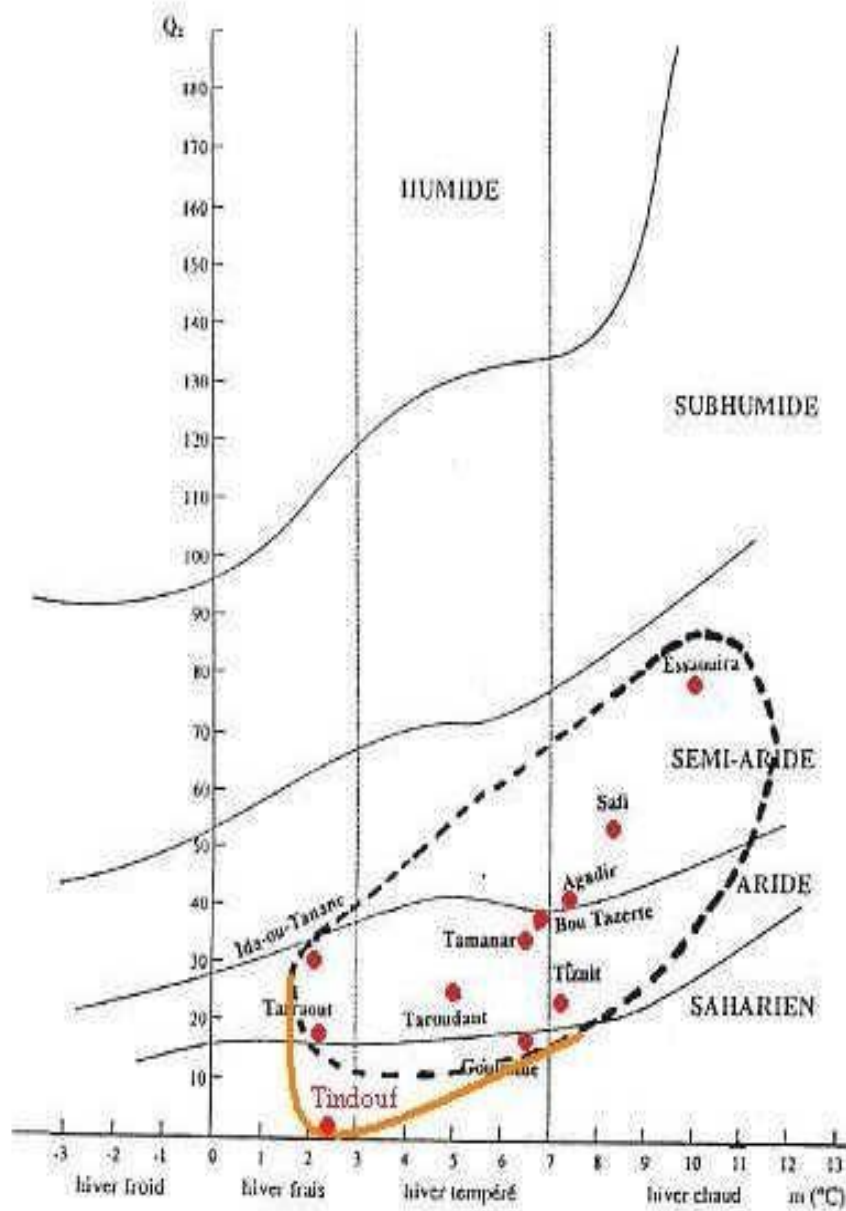 Q2
180
170
HUMIDE
160
150
140
130
SUBHUMIDE
120
110
100
90
80
Essaouira
70
SEMI-ARIDE
60
Safi
50
Agadir
ARIDE
40
Ida-ou-Tanane
Bou Tazerte
Tamanar
30
Tiznit
SAHARIEN
Tafraout
Taroudant
20
10
Tindouf
-3 -2 -1 0 1 2 3 4 5 6 7 8 9 10 11 12 13
hiver froid hiver frais hiver tempéré hiver chaud m (°C)